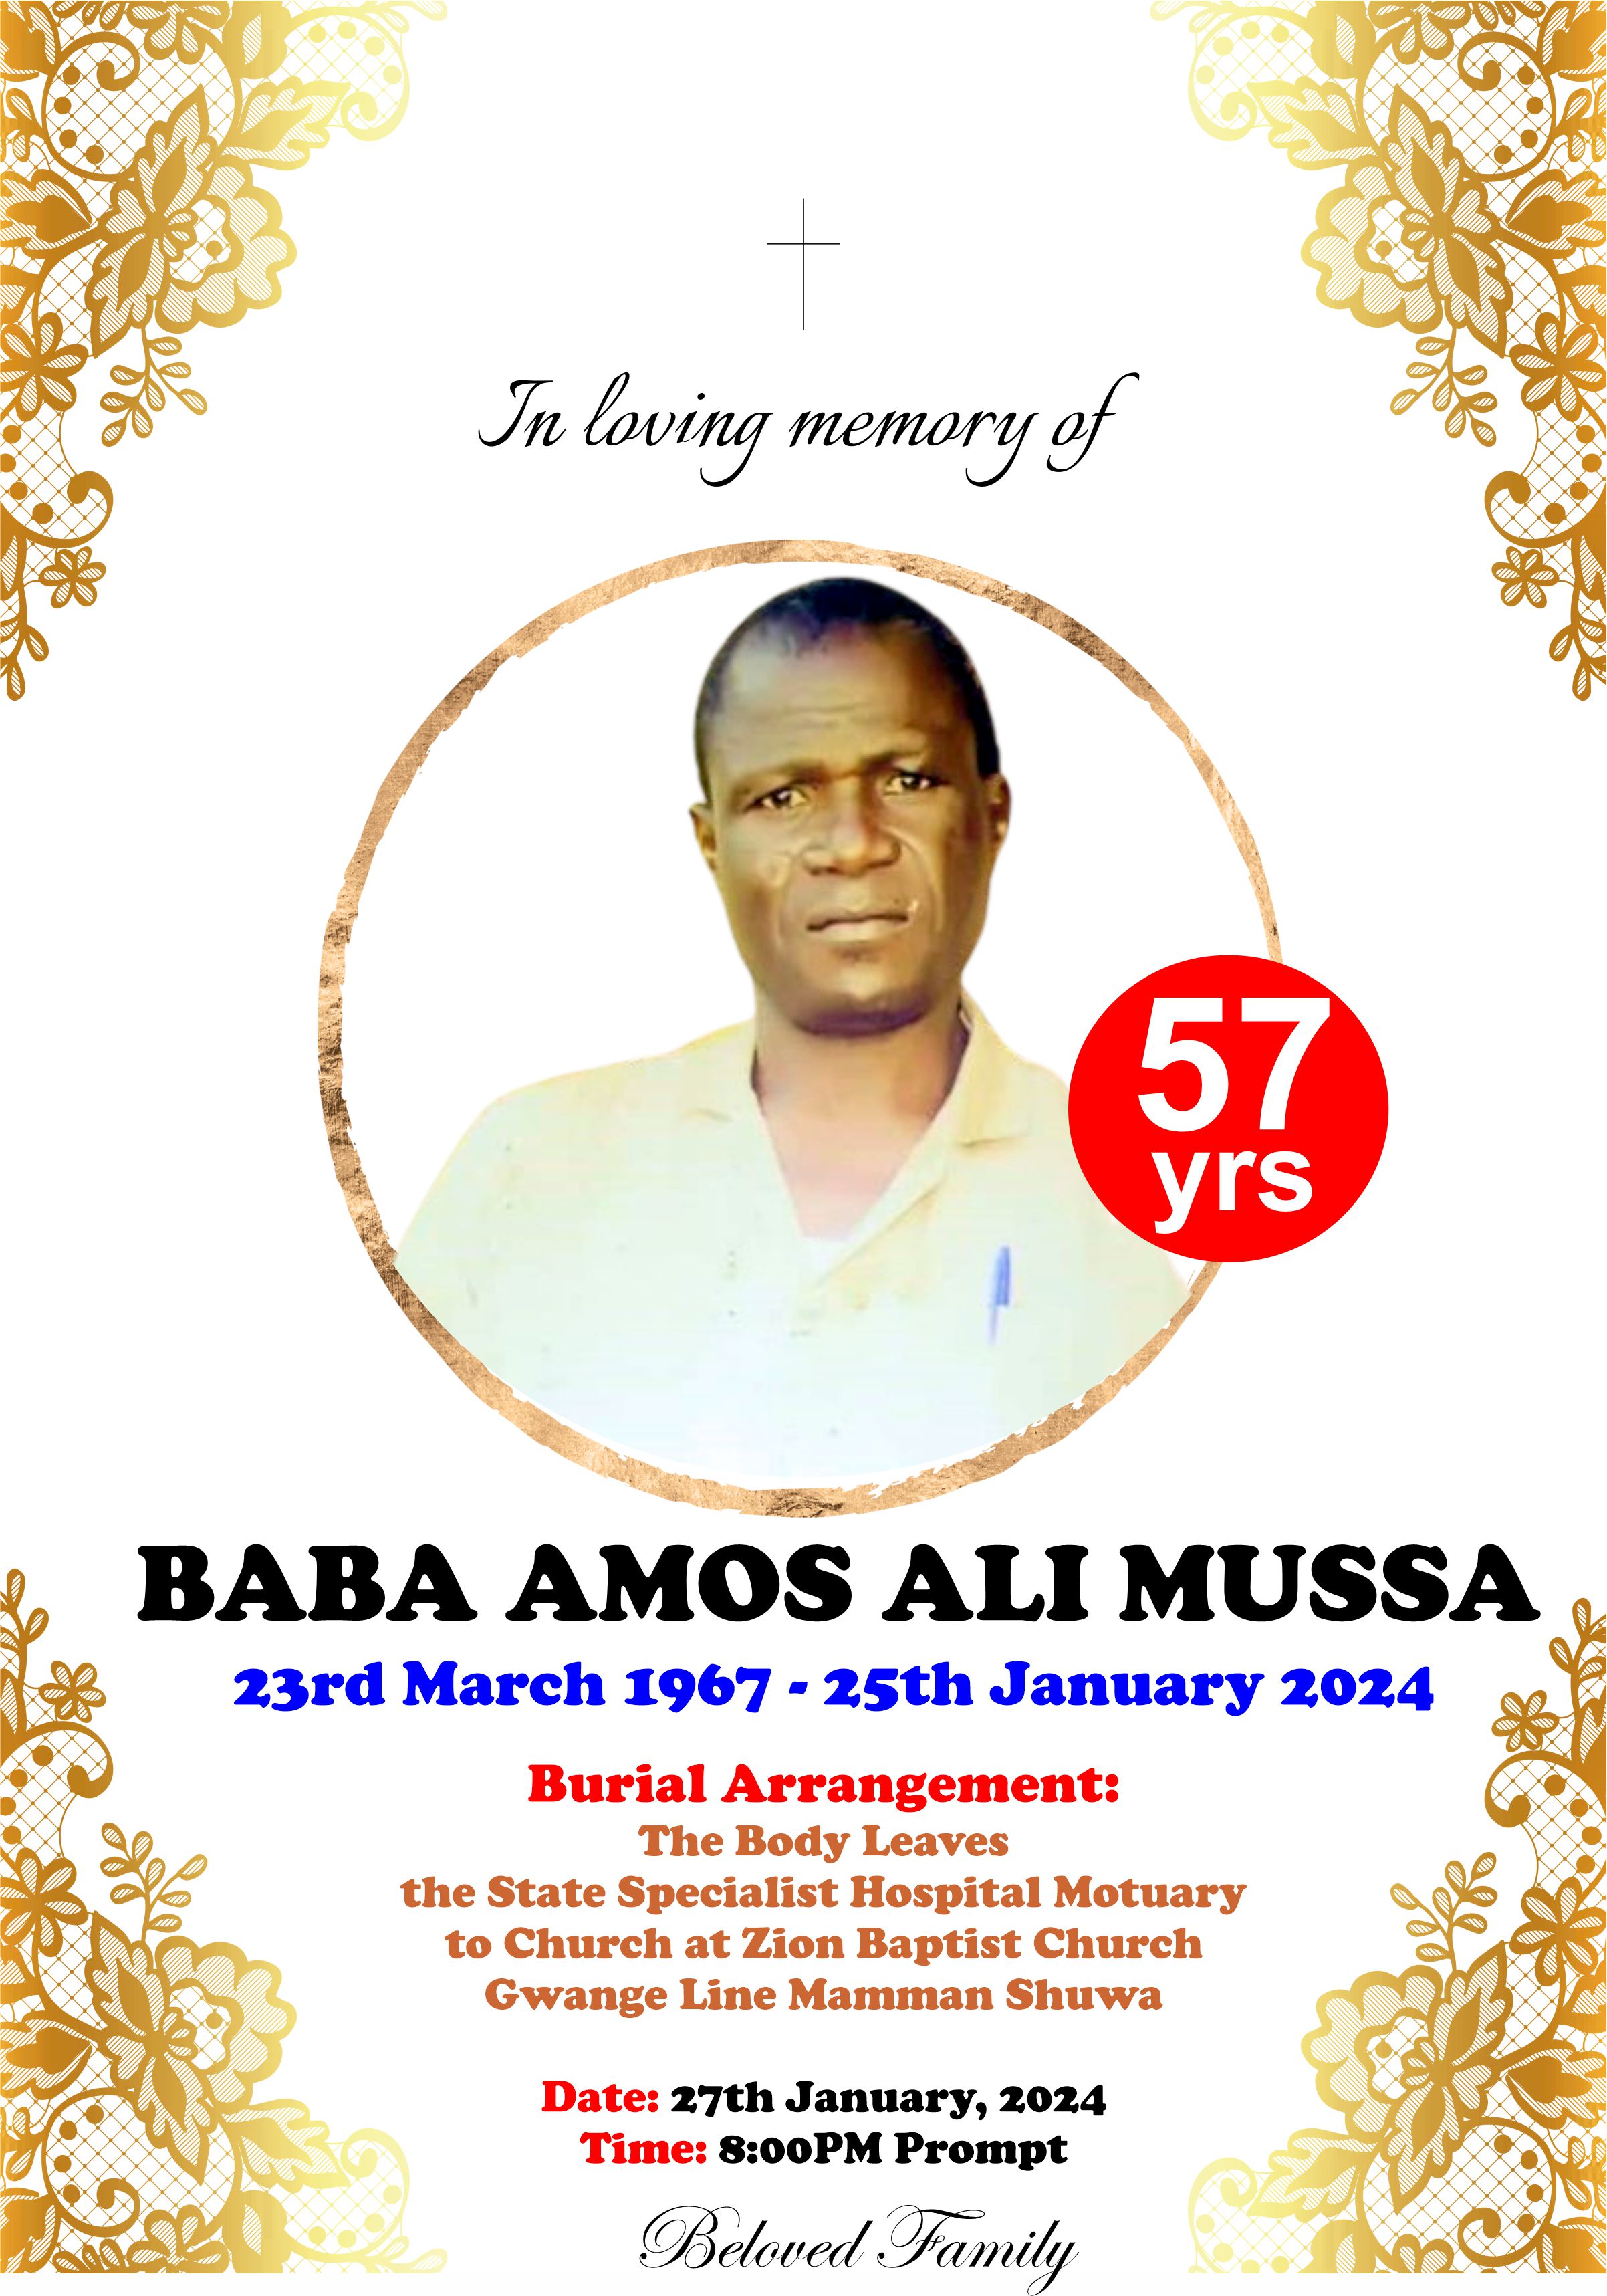 In loving memory of
57
yrs
BABA AMOS ALI MUSSA
23rd March 1967 - 25th January 2024
Burial Arrangement:
The Body Leaves
the State Specialist Hospital Motuary
to Church at Zion Baptist Church
Gwange Line Mamman Shuwa
Date: 27th January, 2024
Time: 8:00PM Prompt
Beloved Family